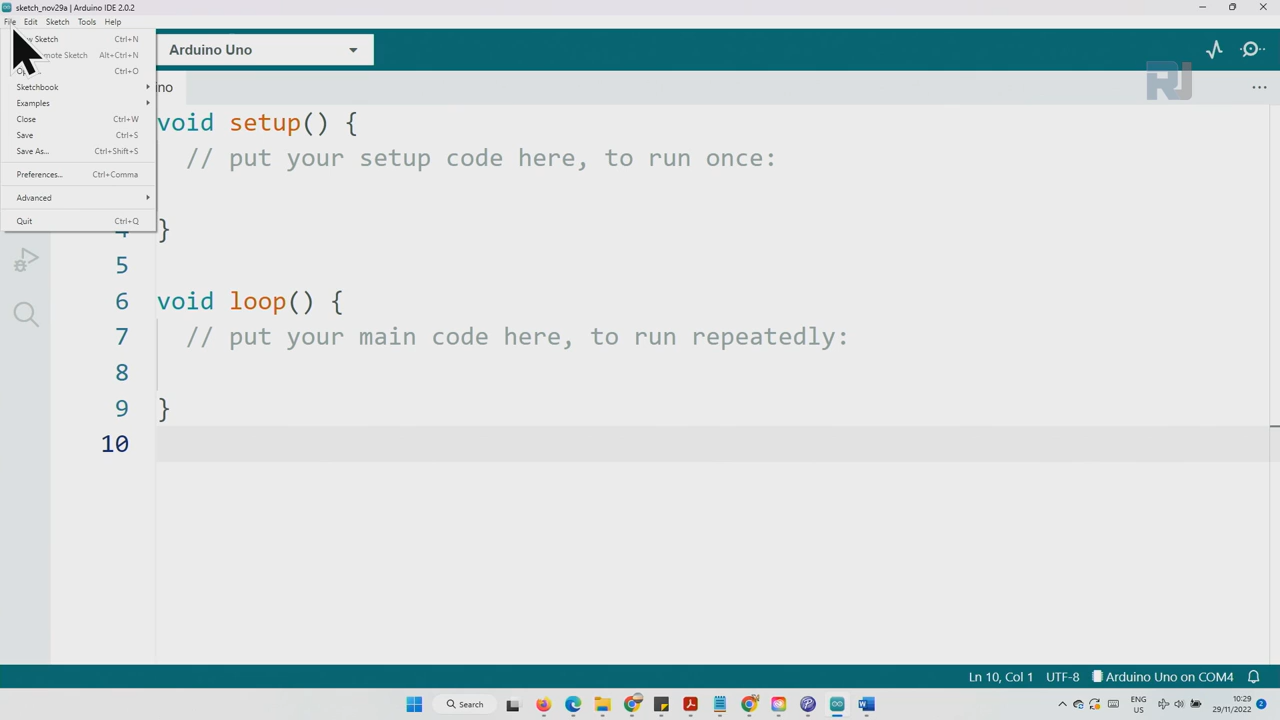 sketch_nov29a | Arduino IDE 2.0.2
File Edit Sketch Tools Help
Sketch Ctrl+N
Sketch Alt+Ctrl+N
Ctrl+O
Sketchbook
Examples
Close Ctrl+W
Save Ctrl+S
Save As... Ctrl+Shift+S
Preferences... Ctrl+Comma
Advanced
Quit Ctrl+Q
Arduino Uno
RJ
void setup() {
// put your setup code here, to run once:
}
5
6 void loop() {
7 // put your main code here, to run repeatedly:
8
9 }
10
Ln 10, Col 1 UTF-8 Arduino Uno on COM4
Search
ENG
US
10:29
29/11/2022
2